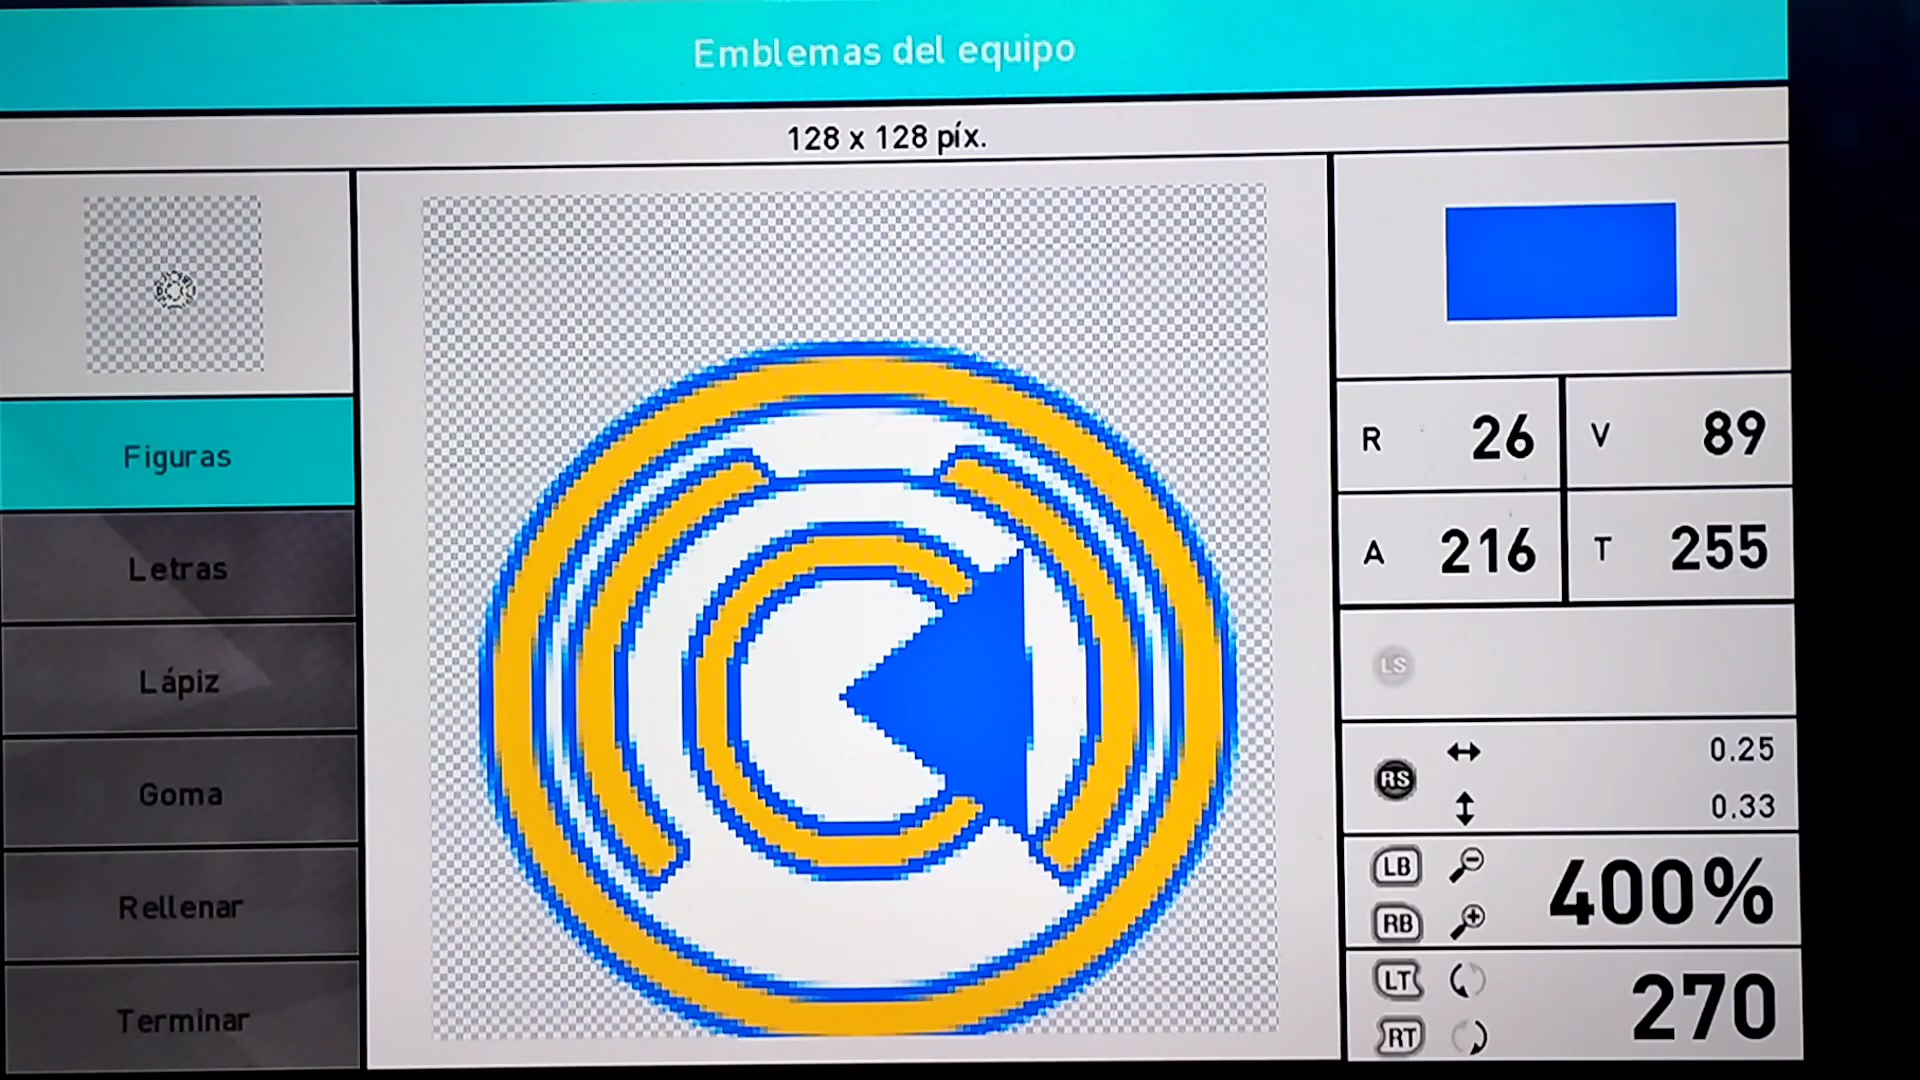 Emblemas del equipo
128 x 128 píx.
Figuras
Letras
Lápiz
Goma
Rellenar
Terminar
R 26 V 89
A 216 T 255
LS
RS 0.25
0.33
LB 400%
RB
LT 270
RT